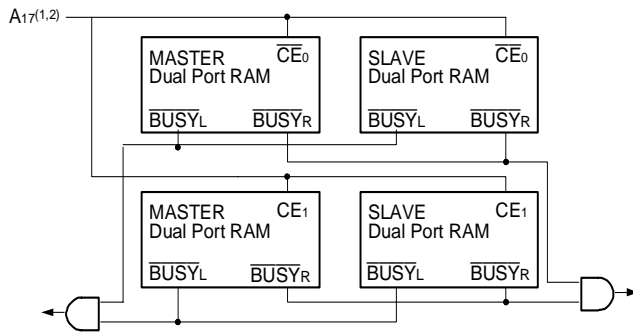 A17(1,2)
MASTER CE0 SLAVE CE0
Dual Port RAM Dual Port RAM
BUSYL BUSYR BUSYL BUSYR
MASTER CE1 SLAVE CE1
Dual Port RAM Dual Port RAM
BUSYL BUSYR BUSYL BUSYR